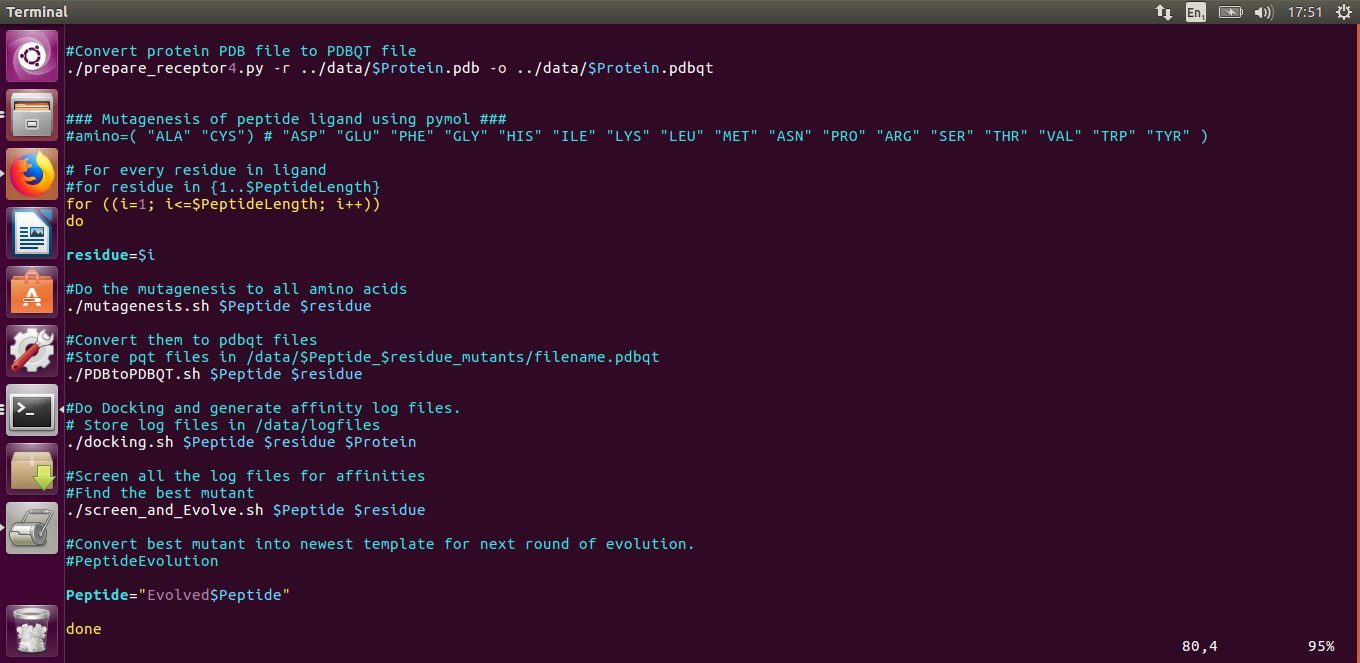 Terminal
En1
17:51
#Convert protein PDB file to PDBQT file
./prepare_receptor4.py -r ../data/$Protein.pdb -o ../data/$Protein.pdbqt
### Mutagenesis of peptide ligand using pymol ###
#amino=( "ALA" "CYS") # "ASP" "GLU" "PHE" "GLY" "HIS" "ILE" "LYS" "LEU" "MET" "ASN" "PRO" "ARG" "SER" "THR" "VAL" "TRP" "TYR" )
# For every residue in ligand
#for residue in {1..$PeptideLength}
for ((i=1; i<=$PeptideLength; i++))
do
residue=$i
#Do the mutagenesis to all amino acids
./mutagenesis.sh $Peptide $residue
#Convert them to pdbqt files
#Store pqt files in /data/$Peptide_$residue_mutants/filename.pdbqt
./PDBtoPDBQT.sh $Peptide $residue
#Do Docking and generate affinity log files.
# Store log files in /data/logfiles
./docking.sh $Peptide $residue $Protein
#Screen all the log files for affinities
#Find the best mutant
./screen_and_Evolve.sh $Peptide $residue
#Convert best mutant into newest template for next round of evolution.
#PeptideEvolution
Peptide="Evolved$Peptide"
done
80,4
95%